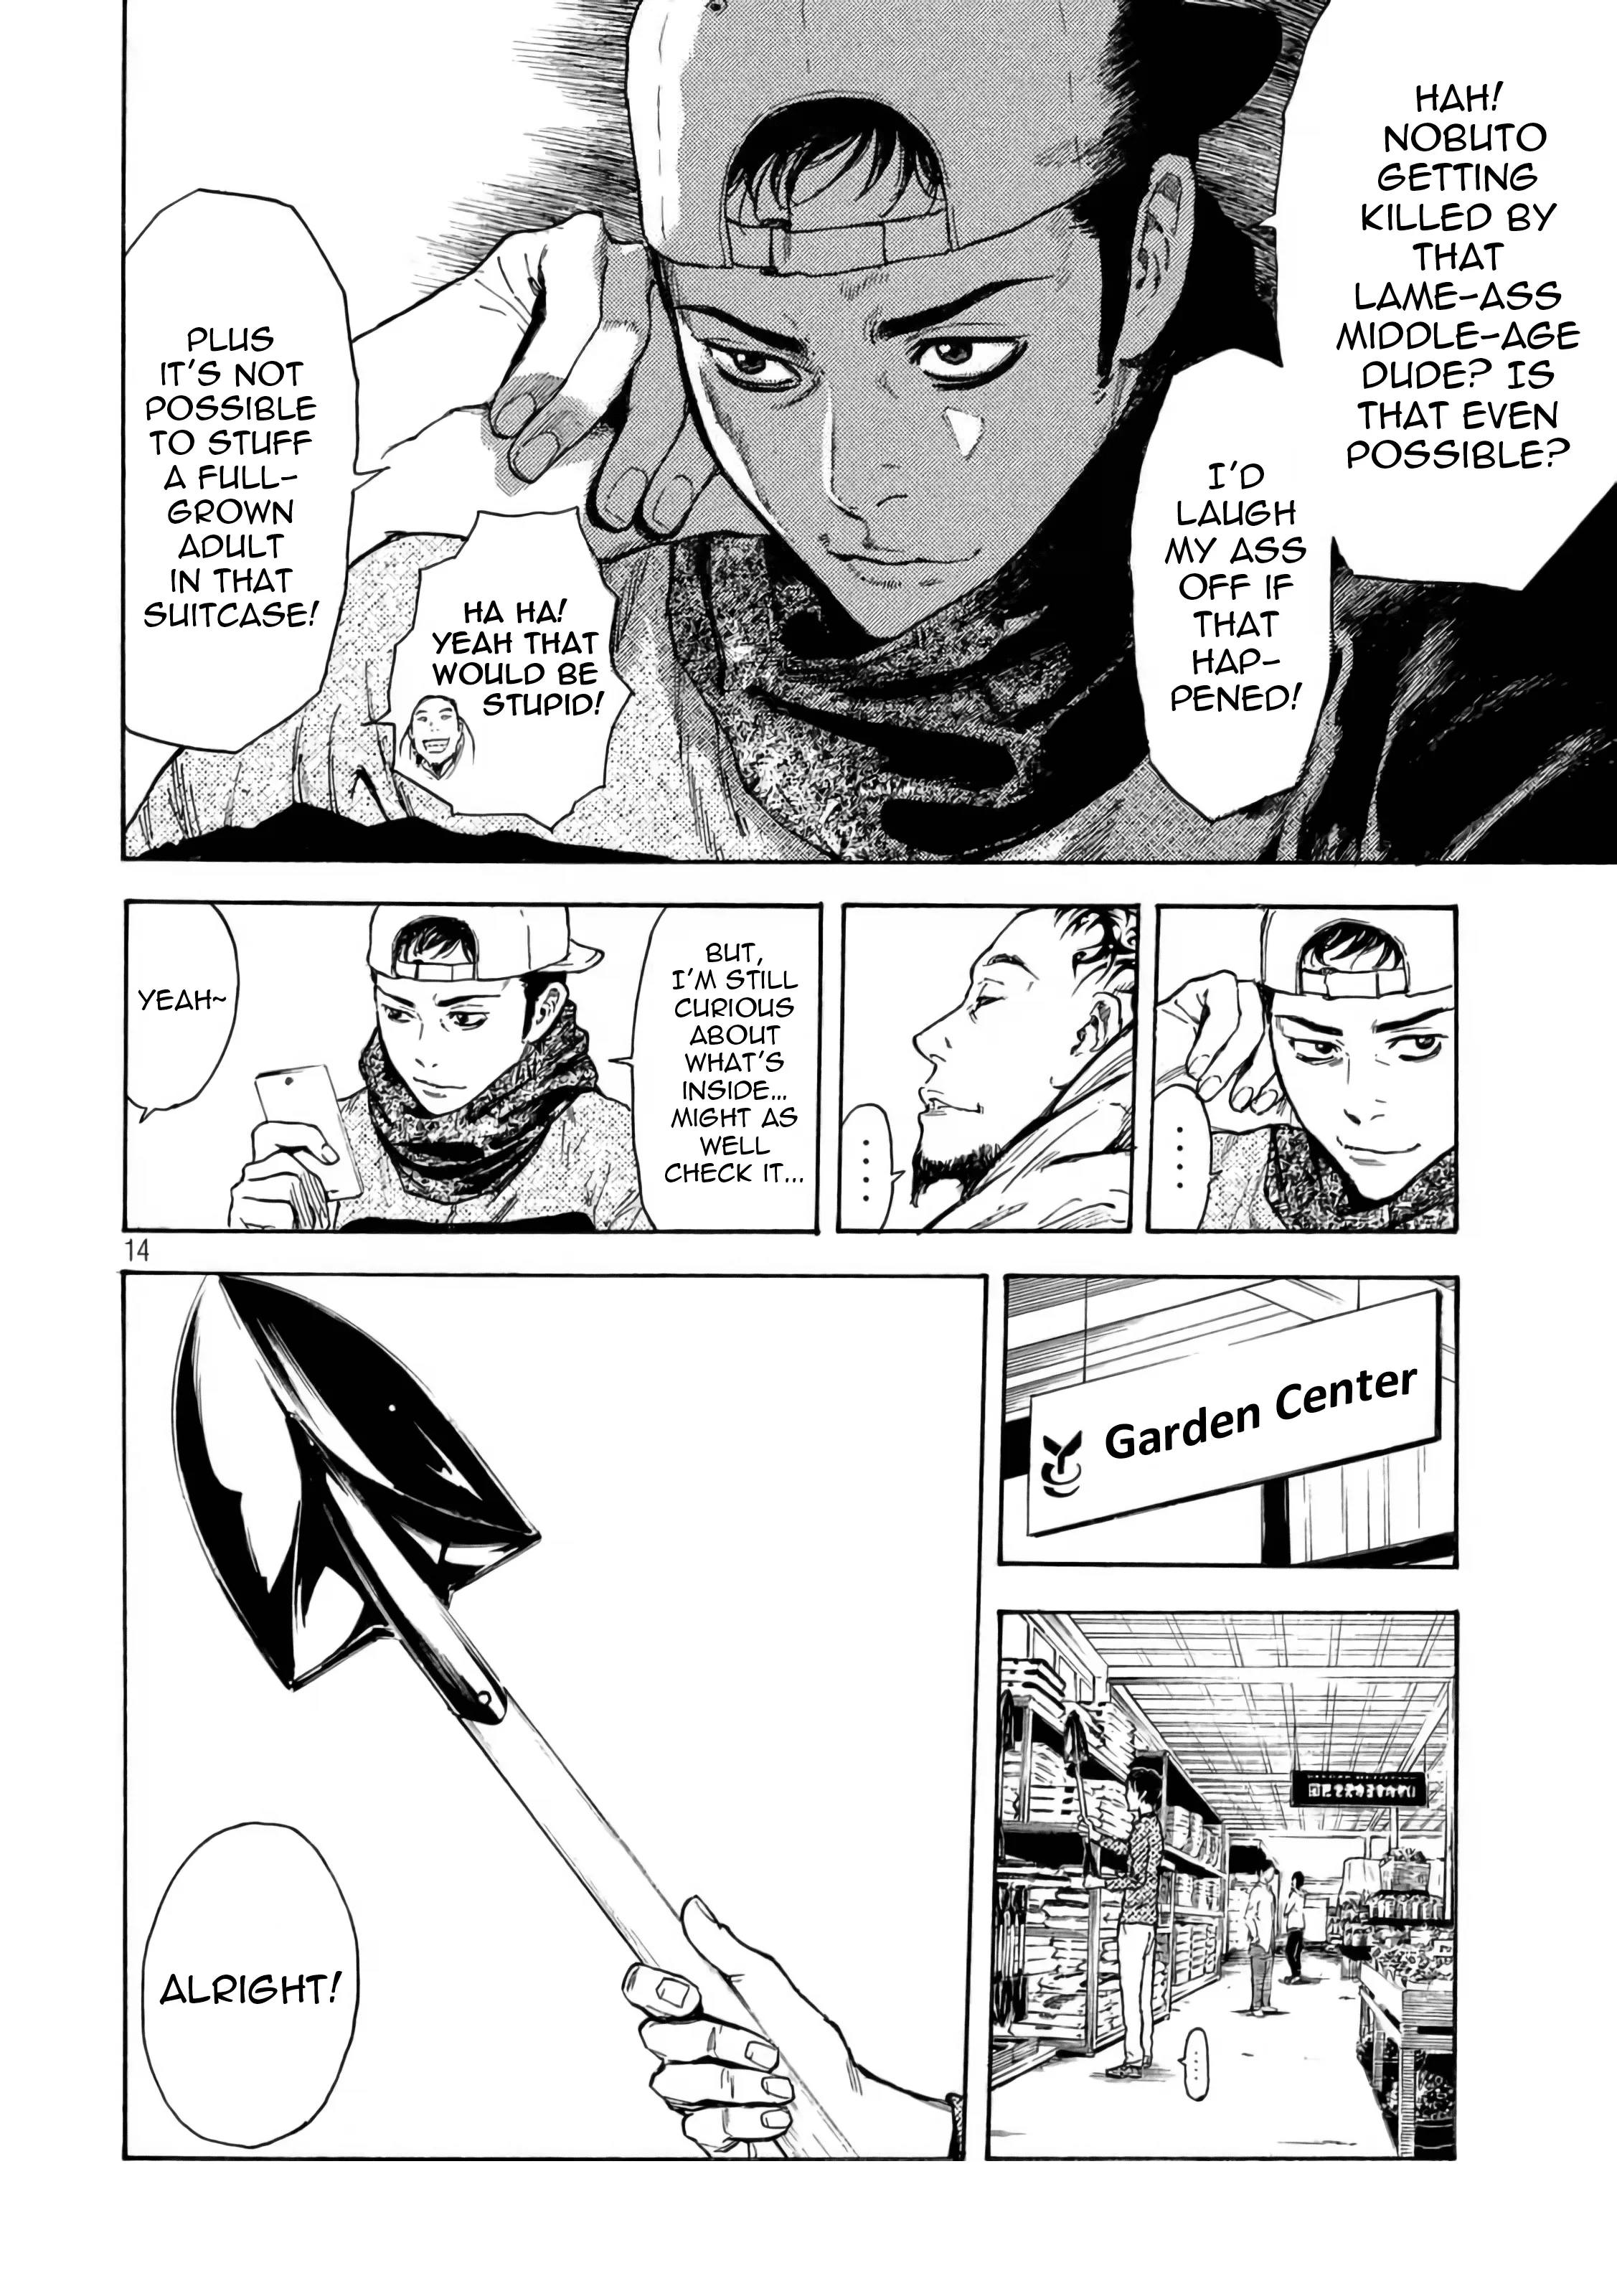 HAH!
NOBUTO
GETTING
KILLED BY
THAT
LAME-ASS
MIDDLE-AGE
DUDE? IS
THAT EVEN
POSSIBLE?
I'D
LAUGH
MY ASS
OFF IF
THAT
HAP-
PENED!
PLUS
IT'S NOT
POSSIBLE
TO STUFF
A FULL-
GROWN
ADULT
IN THAT
SUITCASE!
HA HA!
YEAH THAT
WOULD BE
STUPID!
....
....
BUT,
I'M STILL
CURIOUS
ABOUT
WHAT'S
INSIDE...
MIGHT AS
WELL
CHECK IT...
YEAH~
14
Garden Center
....
ALRIGHT!